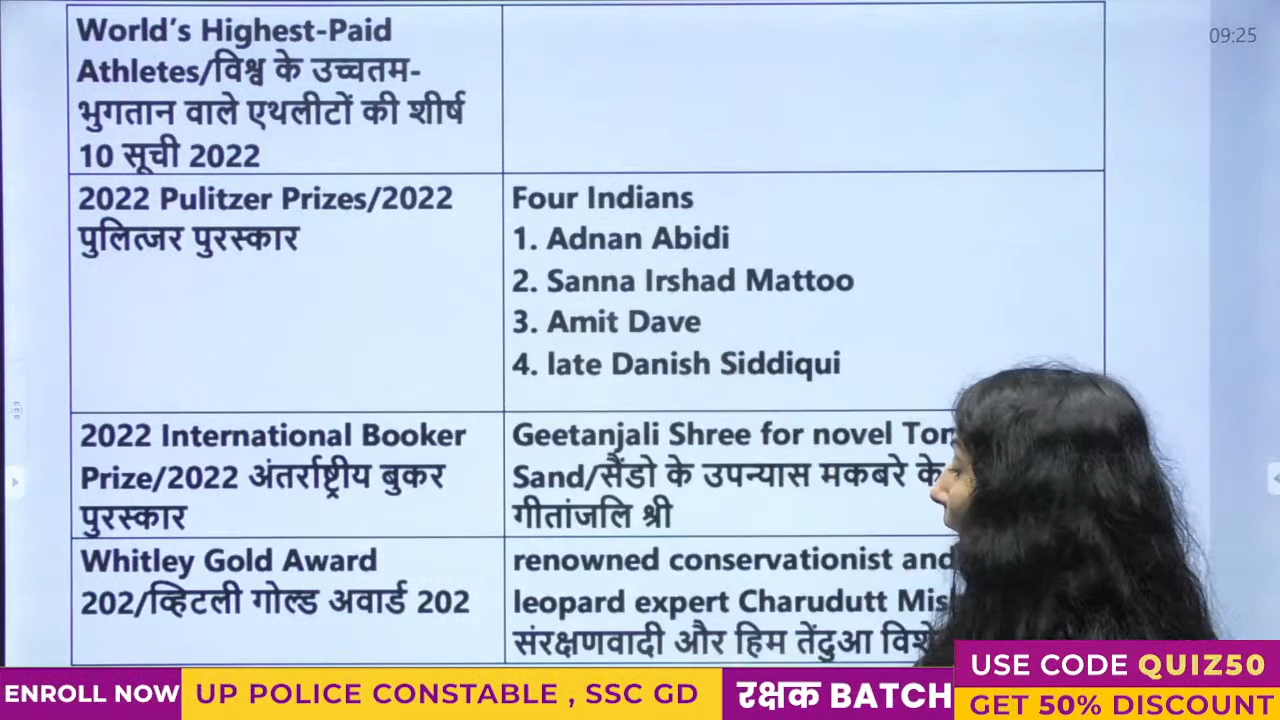 World's Highest-Paid
Athletes/विश्व के उच्चतम-
भुगतान वाले एथलीटों की शीर्ष
10 सूची 2022
09:25
2022 Pulitzer Prizes/2022
पुलित्जर पुरस्कार
Four Indians
1. Adnan Abidi
2. Sanna Irshad Mattoo
3. Amit Dave
4. late Danish Siddiqui
2022 International Booker
Prize/2022 अंतर्राष्ट्रीय बुकर
पुरस्कार
Geetanjali Shree for novel
Sand/सैंडो के उपन्यास मकबरे के
गीतांजलि श्री
Whitley Gold Award
202/व्हिटली गोल्ड अवार्ड 202
renowned conservationist and
leopard expert Charudutt
संरक्षणवादी और हिम तेंदुआ
ENROLL NOW
UP POLICE CONSTABLE , SSC GD
रक्षक BATCH
USE CODE QUIZ50
GET 50% DISCOUNT